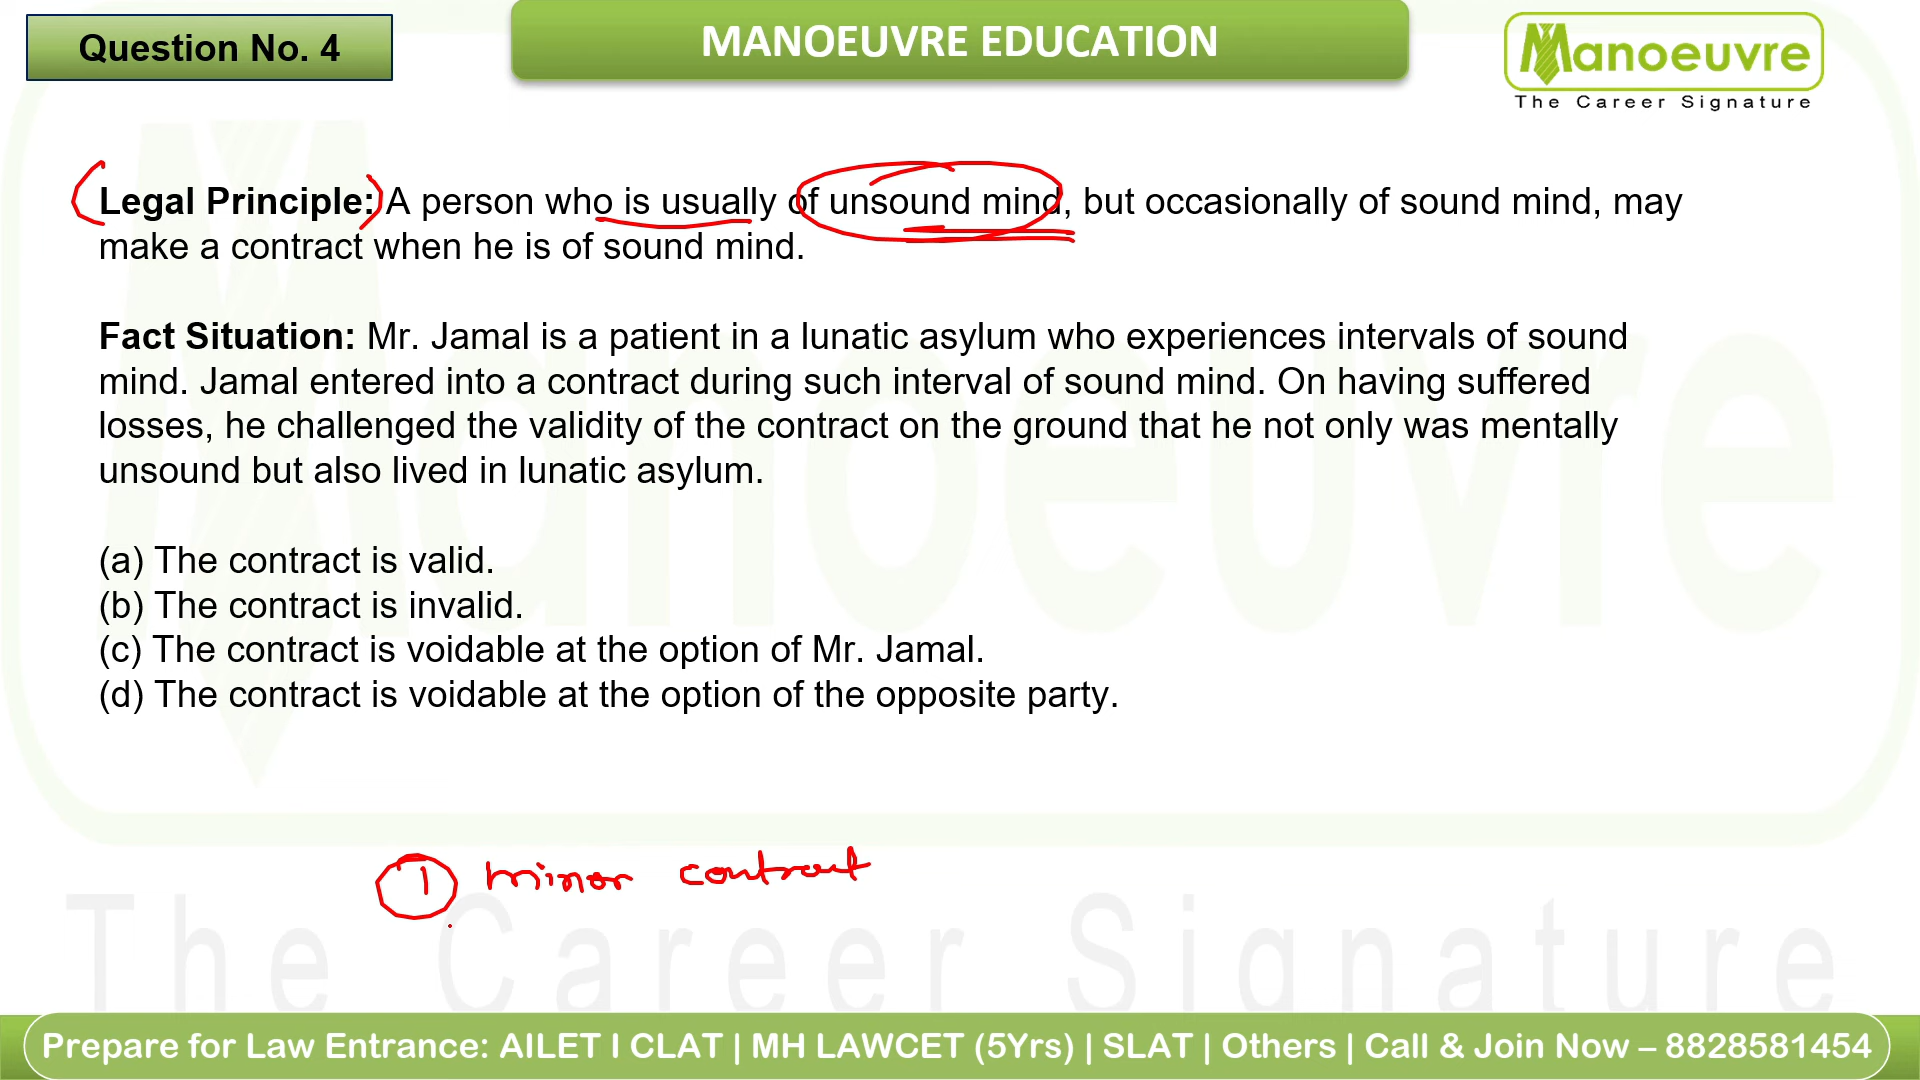 Question No. 4
MANOEUVRE EDUCATION
Manoeuvre
The Career Signature
Legal Principle: A person who is usually of unsound mind, but occasionally of sound mind, may
make a contract when he is of sound mind.
Fact Situation: Mr. Jamal is a patient in a lunatic asylum who experiences intervals of sound
mind. Jamal entered into a contract during such interval of sound mind. On having suffered
losses, he challenged the validity of the contract on the ground that he not only was mentally
unsound but also lived in lunatic asylum.
(a) The contract is valid.
(b) The contract is invalid.
(c) The contract is voidable at the option of Mr. Jamal.
(d) The contract is voidable at the option of the opposite party.
1 minor contract
Manoeuvre
The Career Signature
Prepare for Law Entrance: AILET I CLAT | MH LAWCET (5Yrs) | SLAT | Others | Call & Join Now – 8828581454